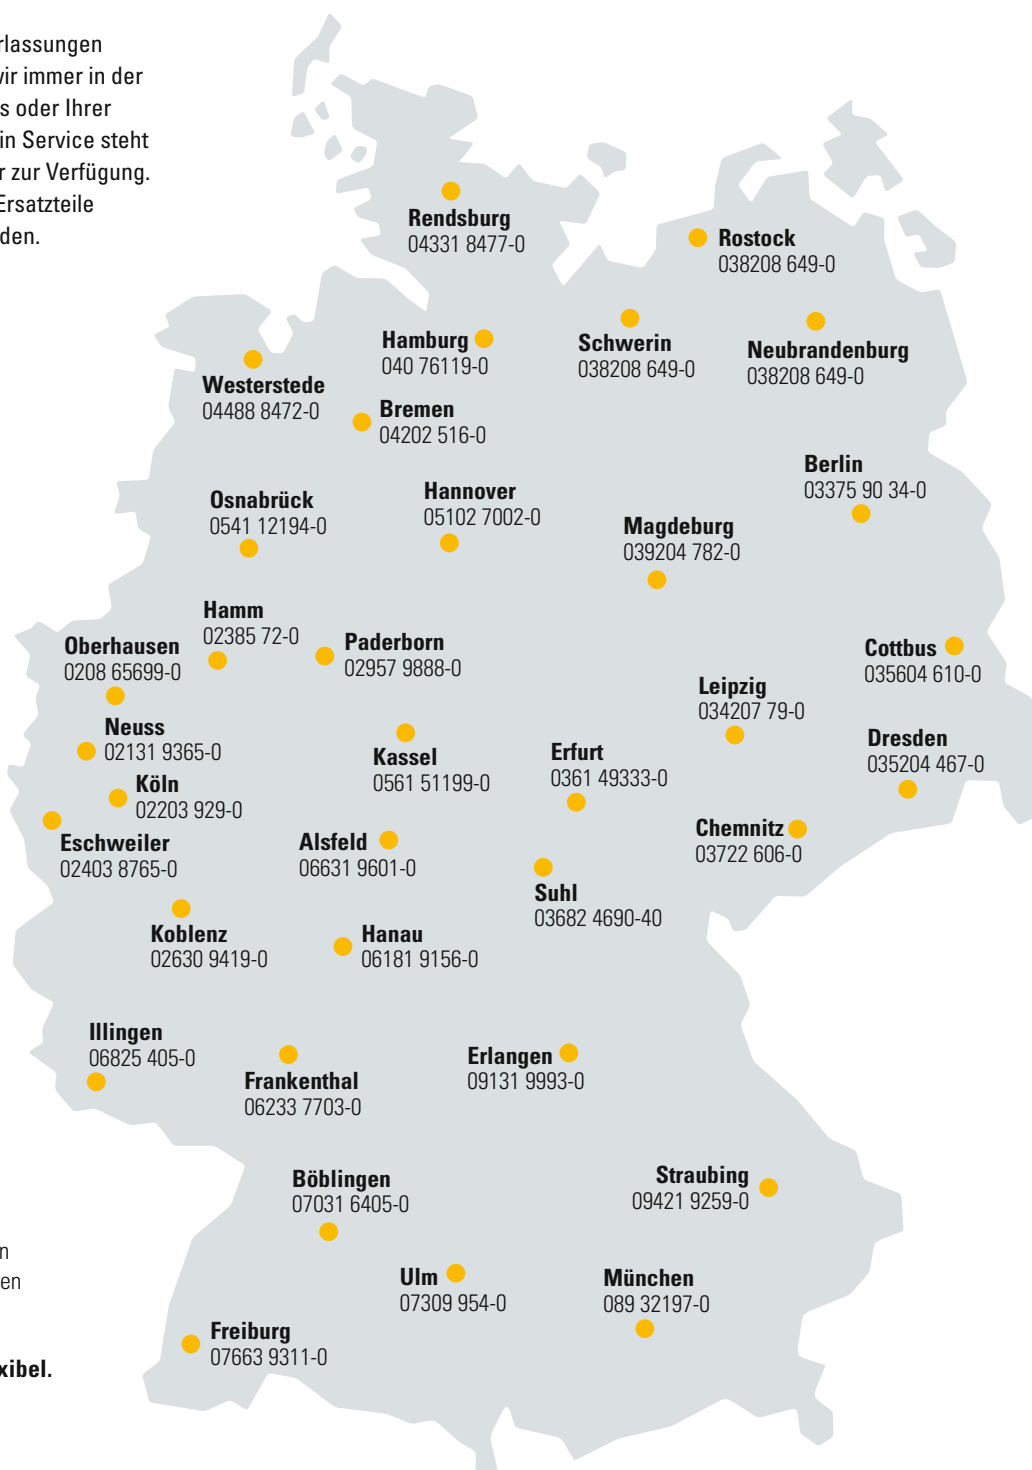 rlassungen
wir immer in der
s oder Ihrer
in Service steht
r zur Verfügung.
Ersatzteile
den.
Rendsburg
04331 8477-0
Rostock
038208 649-0
Hamburg
040 76119-0
Schwerin
038208 649-0
Neubrandenburg
038208 649-0
Westerstede
04488 8472-0
Bremen
04202 516-0
Berlin
03375 90 34-0
Osnabrück
0541 12194-0
Hannover
05102 7002-0
Magdeburg
039204 782-0
Hamm
02385 72-0
Oberhausen
0208 65699-0
Paderborn
02957 9888-0
Cottbus
035604 610-0
Leipzig
034207 79-0
Neuss
02131 9365-0
Kassel
0561 51199-0
Erfurt
0361 49333-0
Dresden
035204 467-0
Köln
02203 929-0
Eschweiler
02403 8765-0
Alsfeld
06631 9601-0
Chemnitz
03722 606-0
Suhl
03682 4690-40
Koblenz
02630 9419-0
Hanau
06181 9156-0
Illingen
06825 405-0
Frankenthal
06233 7703-0
Erlangen
09131 9993-0
Böblingen
07031 6405-0
Straubing
09421 9259-0
n
en
Ulm
07309 954-0
München
089 32197-0
Freiburg
07663 9311-0
xibel.